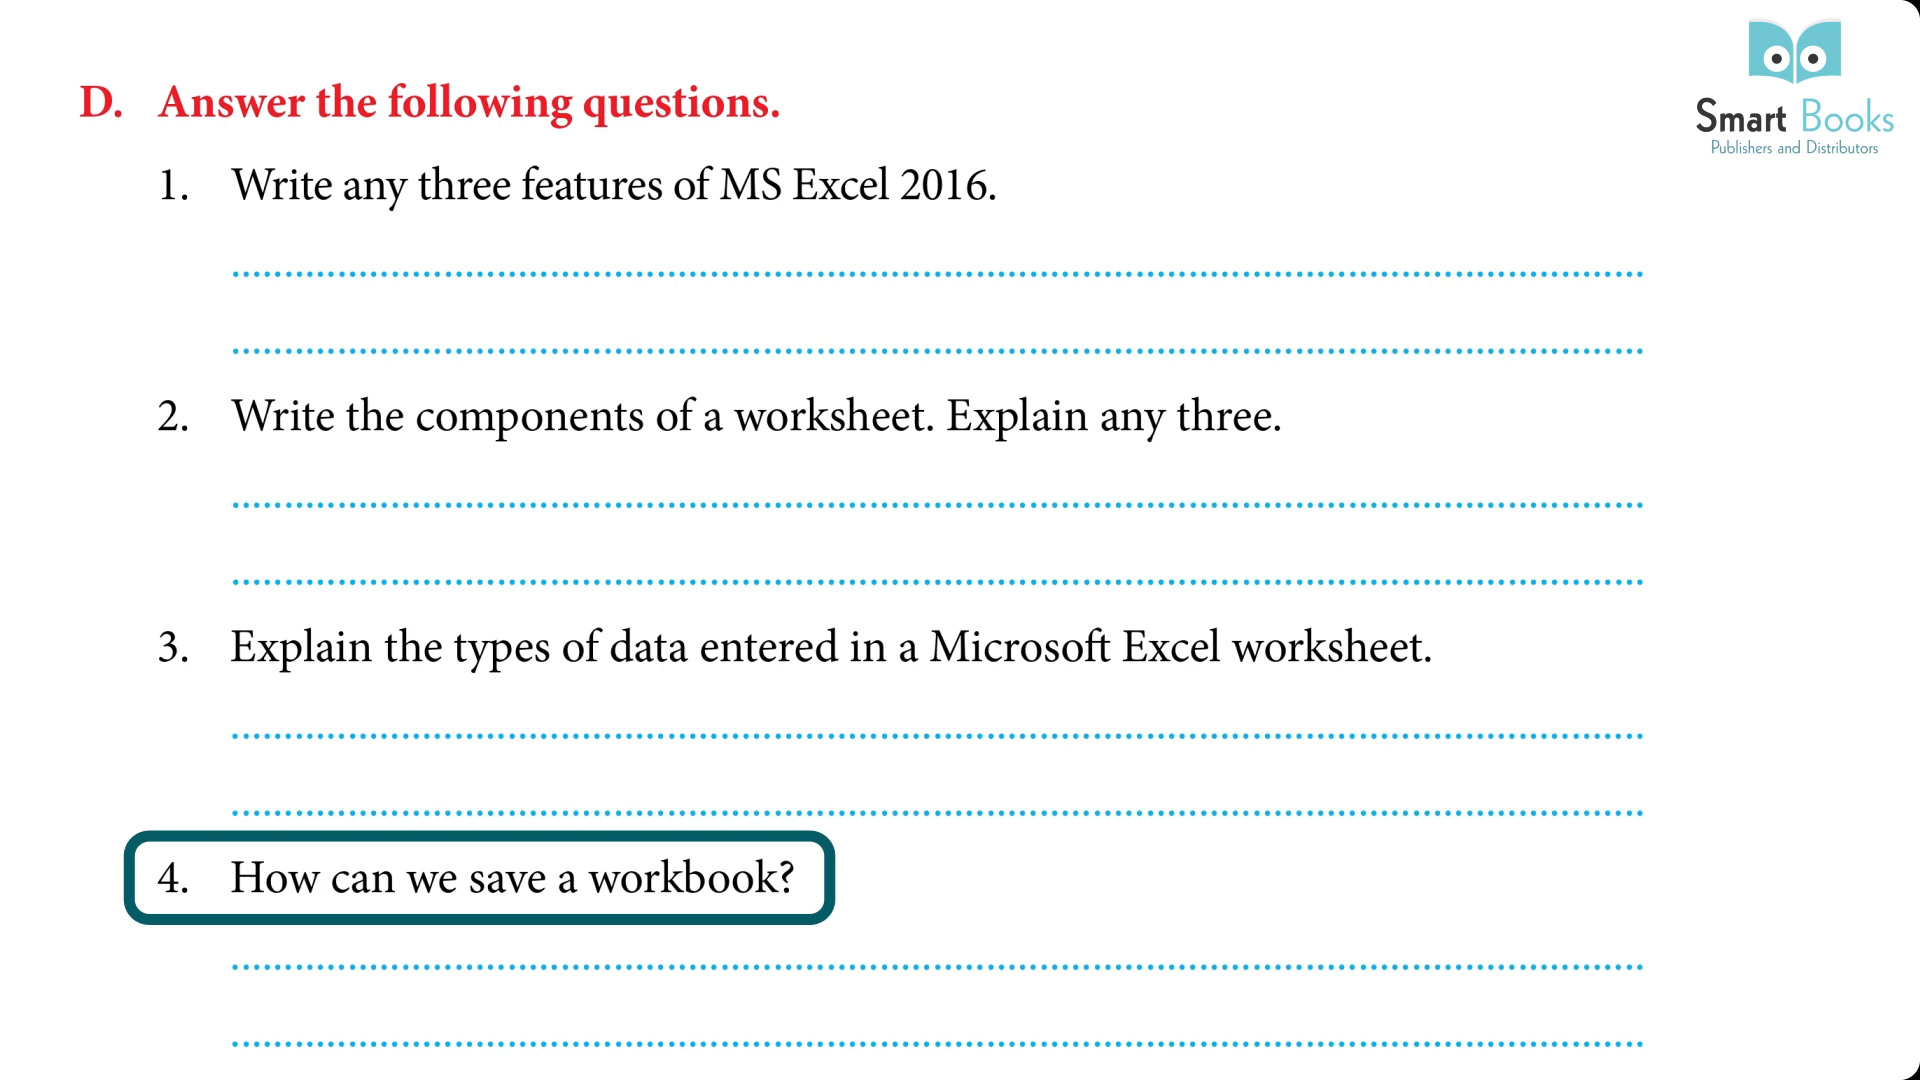 Smart Books
Publishers and Distributors
D. Answer the following questions.
1. Write any three features of MS Excel 2016.
2. Write the components of a worksheet. Explain any three.
3. Explain the types of data entered in a Microsoft Excel worksheet.
4. How can we save a workbook?